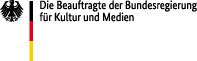 Die Beauftragte der Bundesregierung
für Kultur und Medien